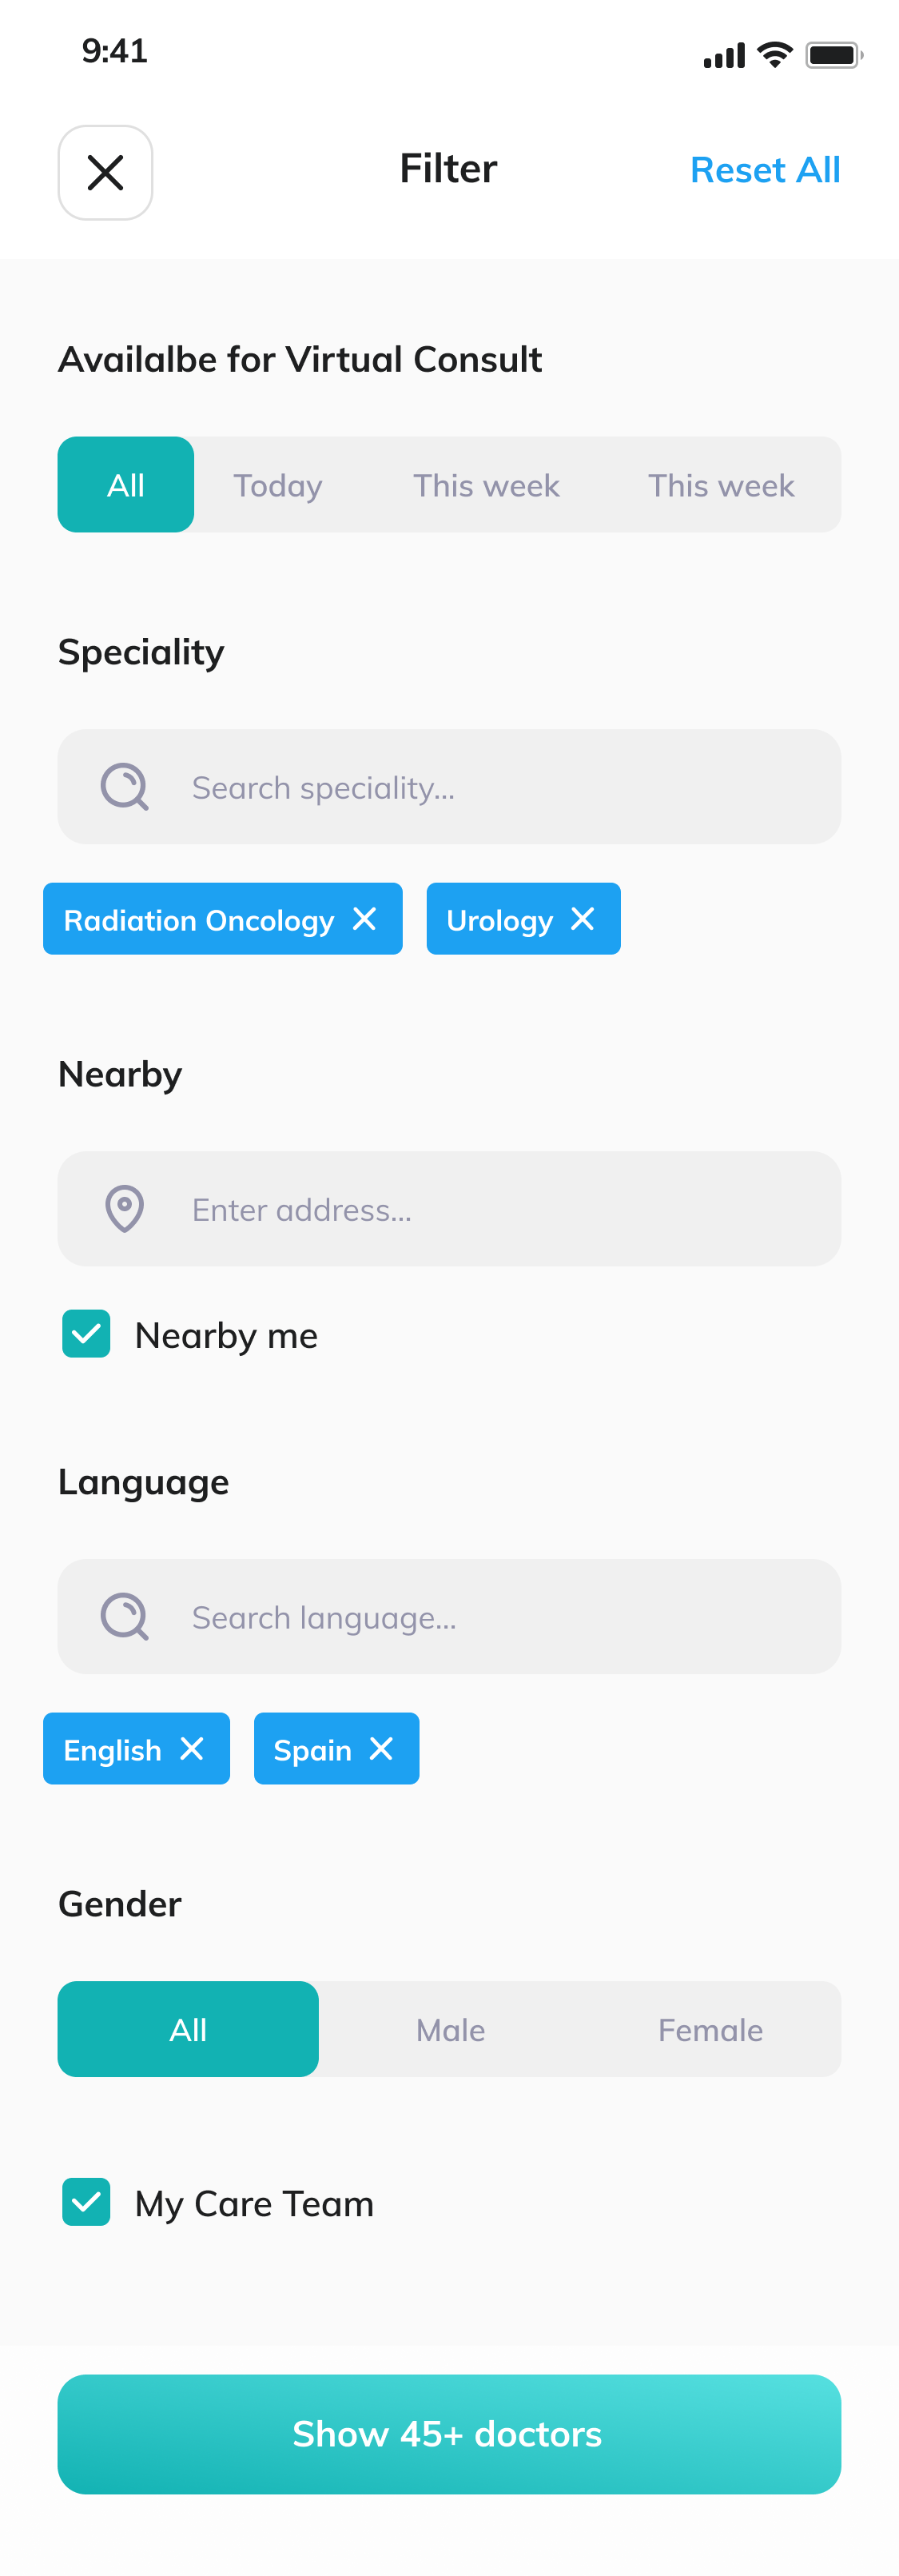 9:41
Filter
Reset All
Availalbe for Virtual Consult
All Today This week This week
Speciality
Search speciality...
Radiation Oncology Urology
Nearby
Enter address...
Nearby me
Language
Search language...
English Spain
Gender
All Male Female
My Care Team
Show 45+ doctors